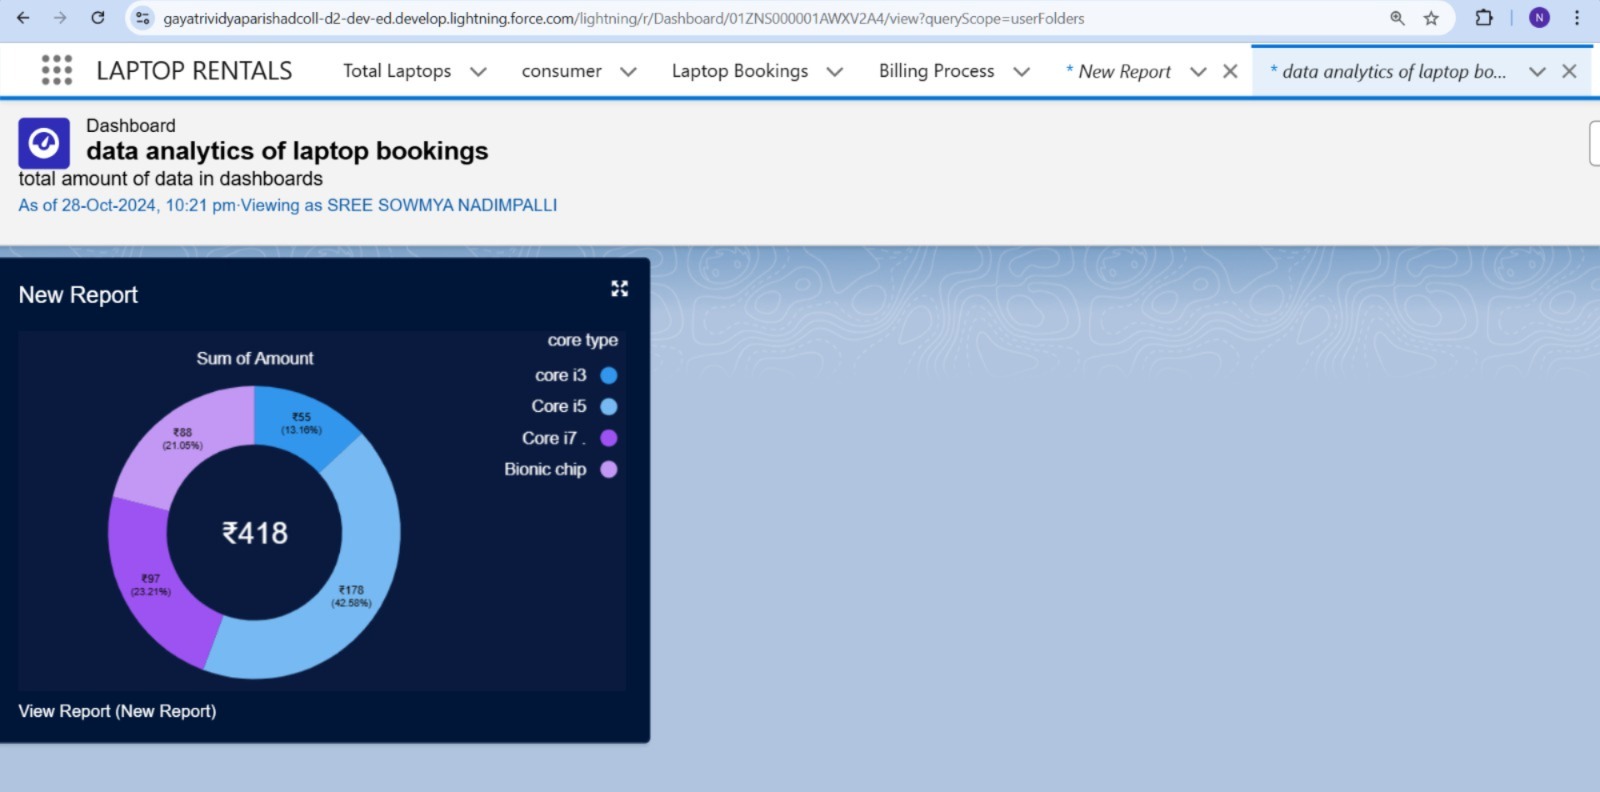 gayatrividyaparishadcoll-d2-dev-ed.develop.lightning.force.com/lightning/r/Dashboard/01ZNS000001AWXV2A4/view?queryScope=userFolders
N
LAPTOP RENTALS
Total Laptops
consumer
Laptop Bookings
Billing Process
* New Report
* data analytics of laptop bo...
Dashboard
data analytics of laptop bookings
total amount of data in dashboards
As of 28-Oct-2024, 10:21 pm·Viewing as SREE SOWMYA NADIMPALLI
New Report
Sum of Amount
core type
core i3
Core i5
Core i7 .
Bionic chip
₹55
(13.16%)
₹88
(21.05%)
₹418
₹97
(23.21%)
₹178
(42.58%)
View Report (New Report)